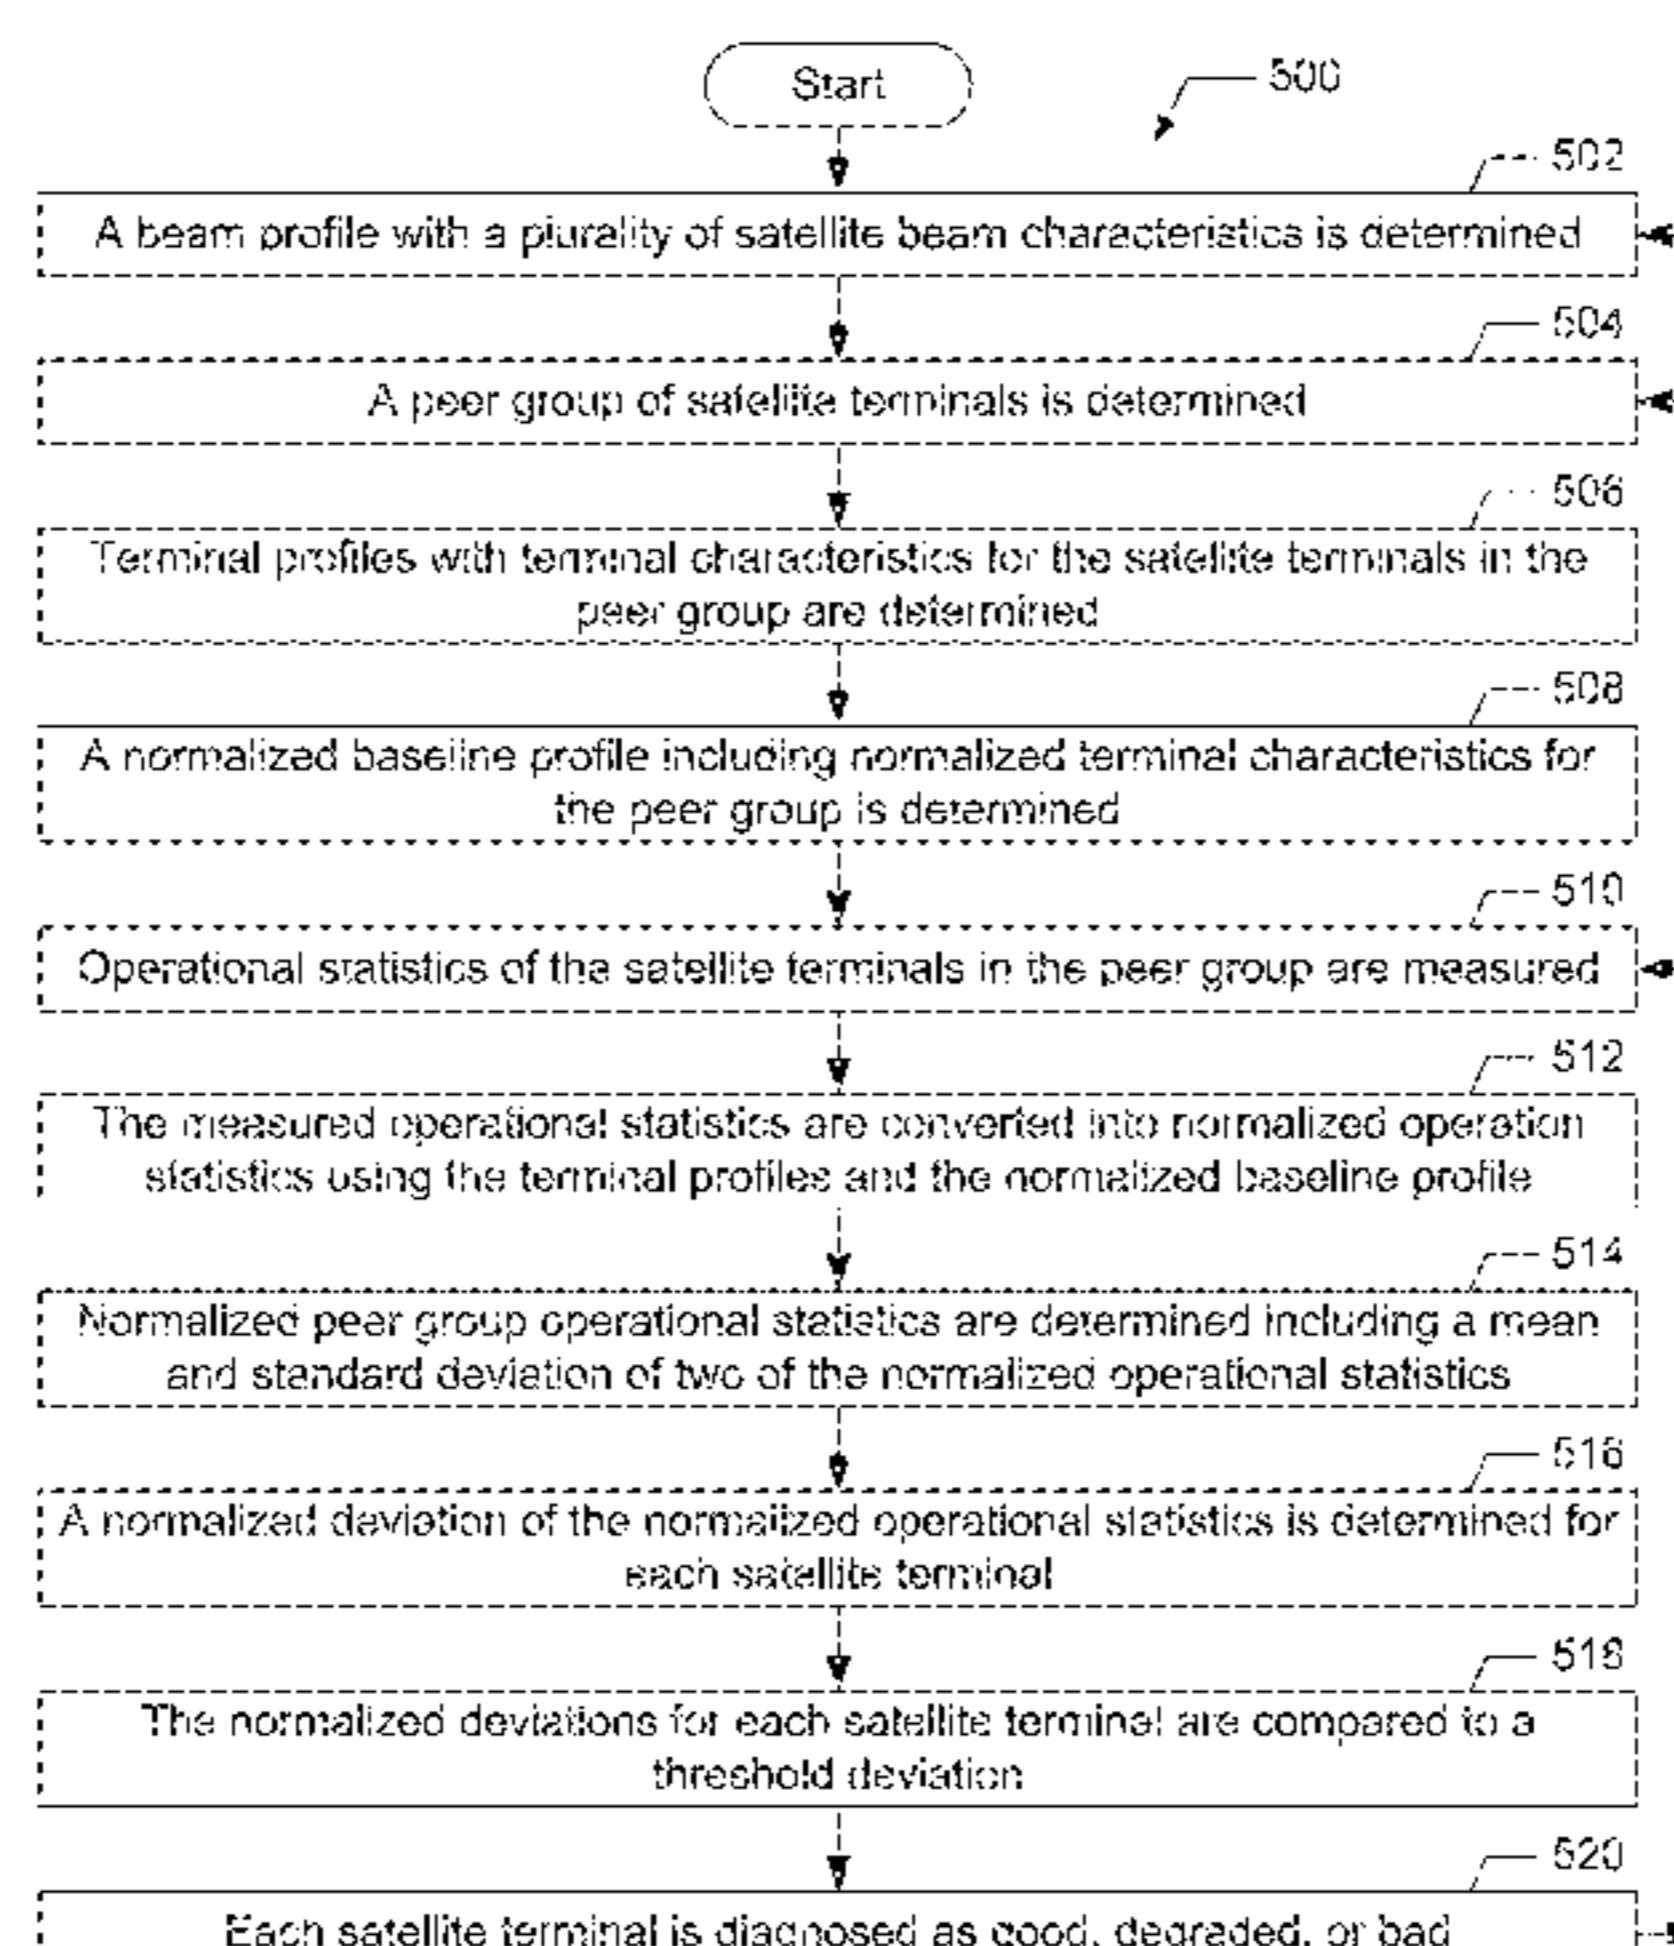 Start
500
502
A beam profile with a plurality of satellite beam characteristics is determined
504
A peer group of satellite terminals is determined
506
Terminal profiles with terminal characteristics for the satellite terminals in the
peer group are determined
508
A normalized baseline profile including normalized terminal characteristics for
the peer group is determined
510
Operational statistics of the satellite terminals in the peer group are measured
512
The measured operational statistics are converted into normalized operation
statistics using the terminal profiles and the normalized baseline profile
514
Normalized peer group operational statistics are determined including a mean
and standard deviation of two of the normalized operational statistics
516
A normalized deviation of the normalized operational statistics is determined for
each satellite terminal
518
The normalized deviations for each satellite terminal are compared to a
threshold deviation
520
Each satellite terminal is diagnosed as good, degraded, or bad